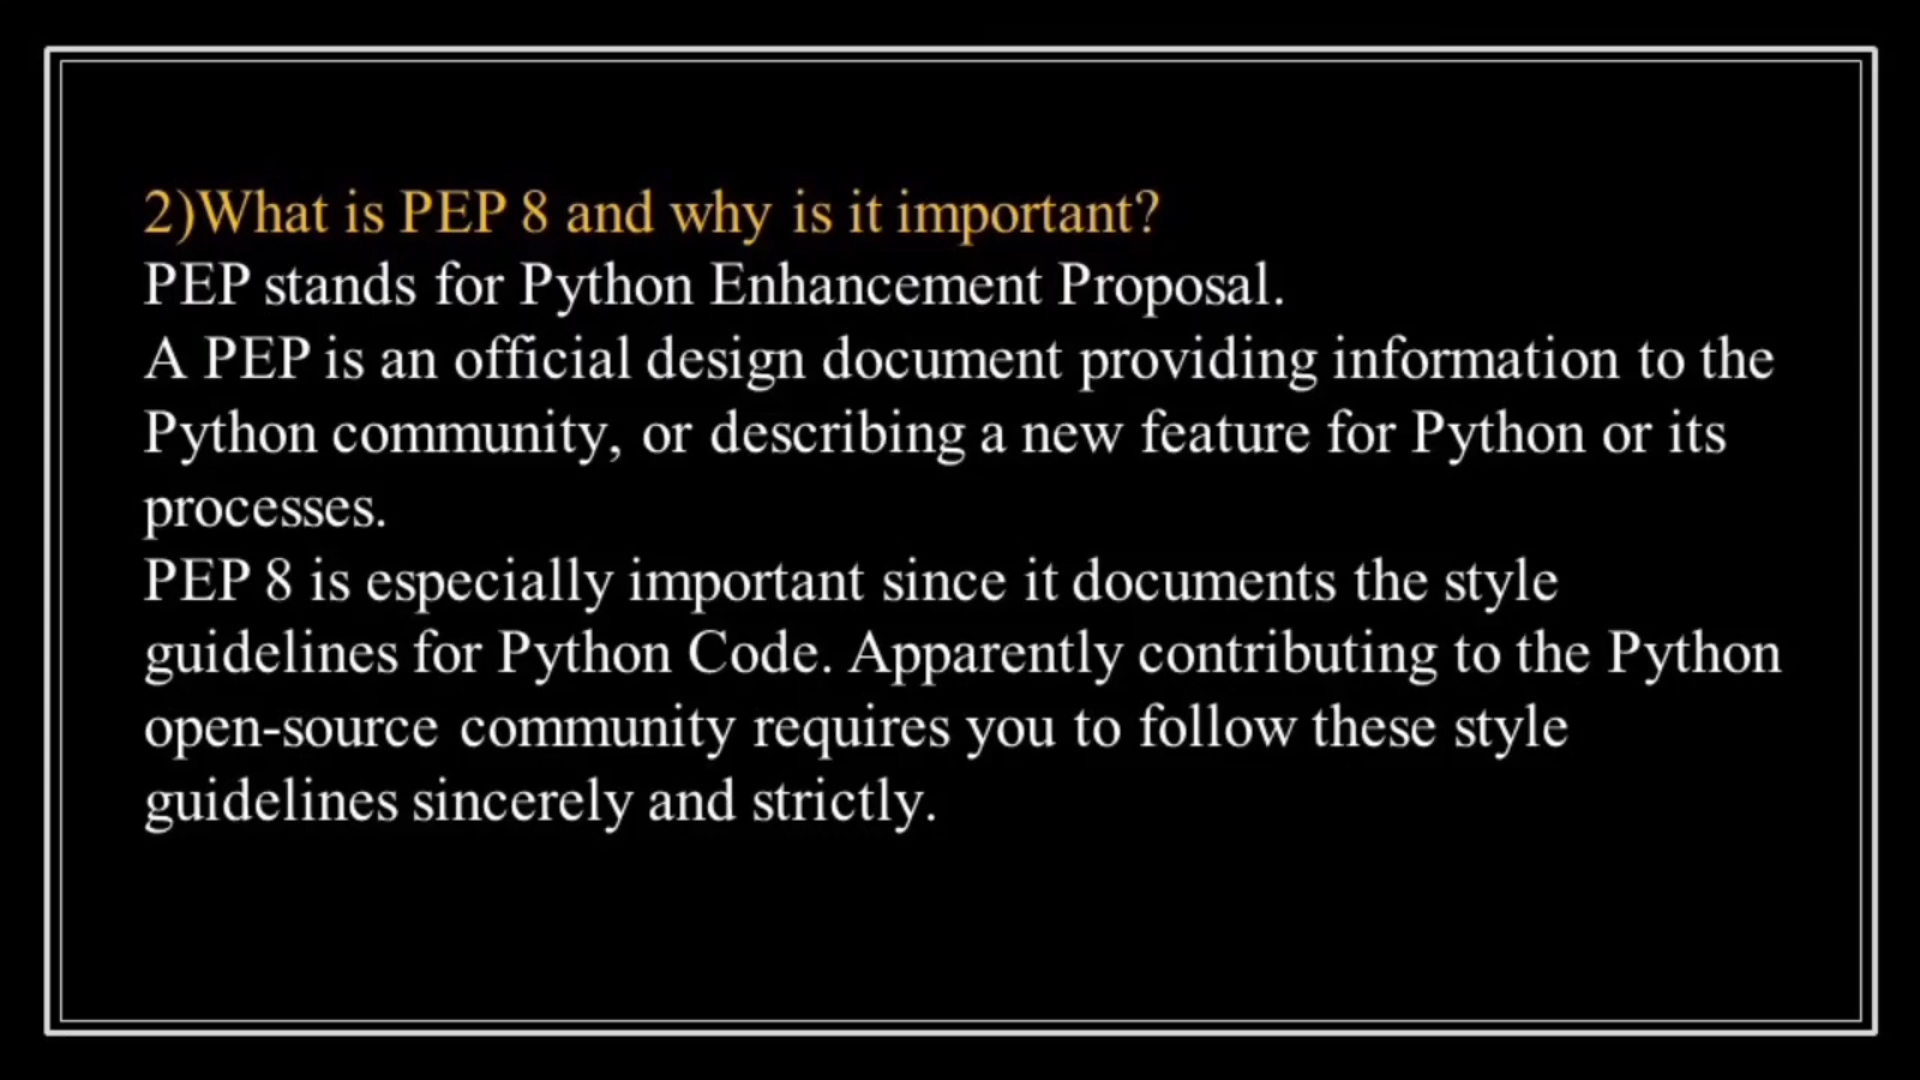 2)What is PEP 8 and why is it important?
PEP stands for Python Enhancement Proposal.
A PEP is an official design document providing information to the
Python community, or describing a new feature for Python or its
processes.
PEP 8 is especially important since it documents the style
guidelines for Python Code. Apparently contributing to the Python
open-source community requires you to follow these style
guidelines sincerely and strictly.